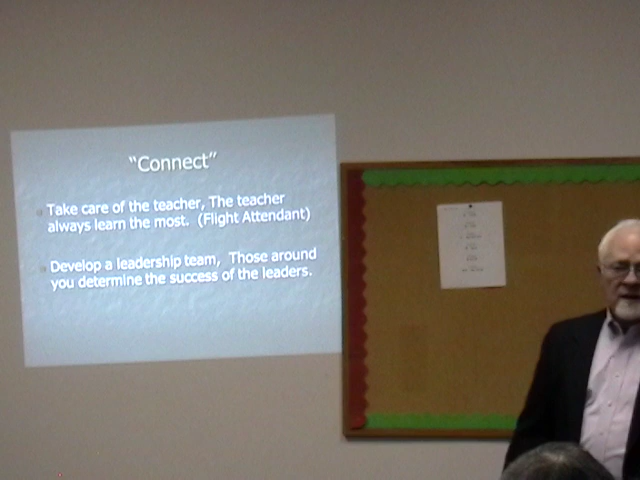 "Connect"
Take care of the teacher, The teacher
always learn the most. (Flight Attendant)
Develop a leadership team, Those around
you determine the success of the leaders.